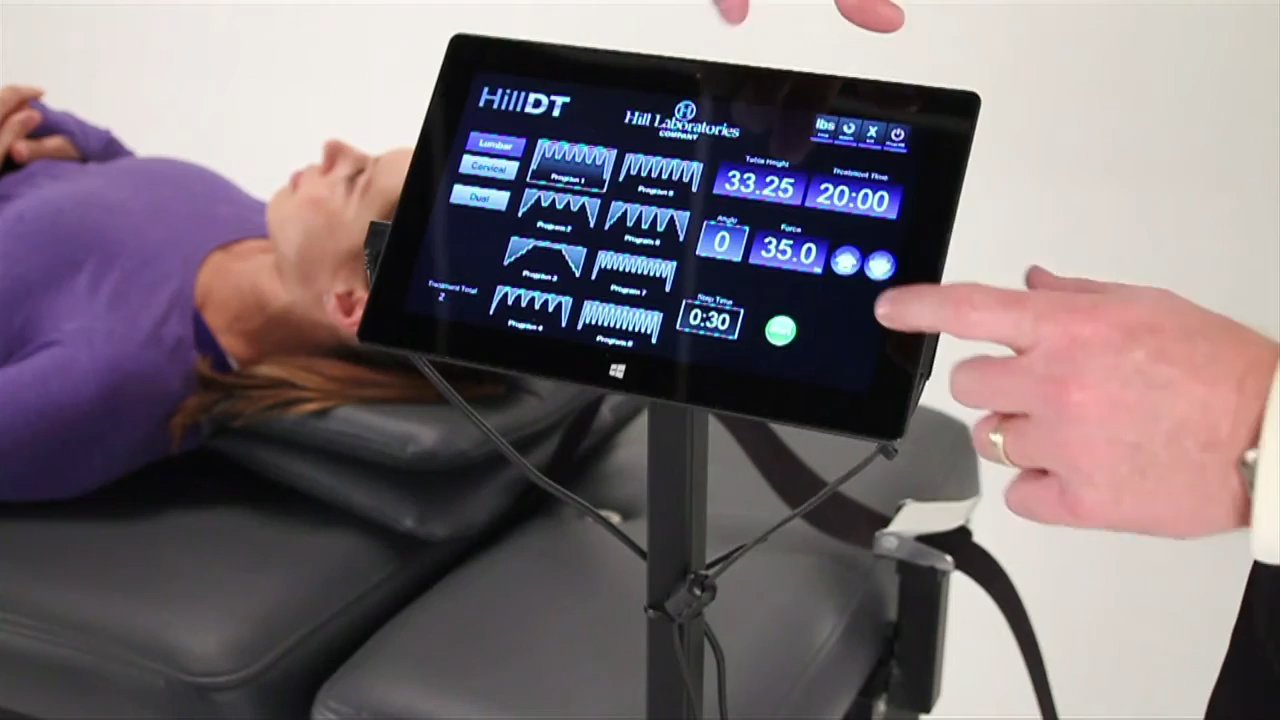 HillDT
H
Hill Laboratories
COMPANY
lbs
Lumbar
Cervical
Dual
Program 1
Program 2
Program 3
Program 4
Program 5
Program 6
Program 7
Program 8
Table Height
33.25
Treatment Time
20:00
Angle
0
Force
35.0
Step Time
0:30
Treatment Total
2